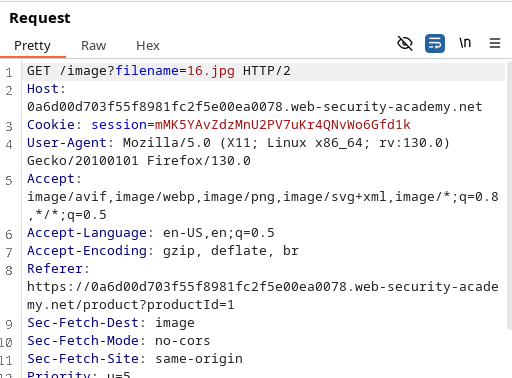 Request
Pretty Raw Hex \n
1 GET /image?filename=16.jpg HTTP/2
2 Host:
0a6d00d703f55f8981fc2f5e00ea0078.web-security-academy.net
3 Cookie: session=mMK5YAvZdzMnU2PV7uKr4QNvWo6Gfd1k
4 User-Agent: Mozilla/5.0 (X11; Linux x86_64; rv:130.0)
Gecko/20100101 Firefox/130.0
5 Accept:
image/avif,image/webp,image/png,image/svg+xml,image/*;q=0.8
,*/*;q=0.5
6 Accept-Language: en-US,en;q=0.5
7 Accept-Encoding: gzip, deflate, br
8 Referer:
https://0a6d00d703f55f8981fc2f5e00ea0078.web-security-acade
my.net/product?productId=1
9 Sec-Fetch-Dest: image
10 Sec-Fetch-Mode: no-cors
11 Sec-Fetch-Site: same-origin
12 Priority: u=5